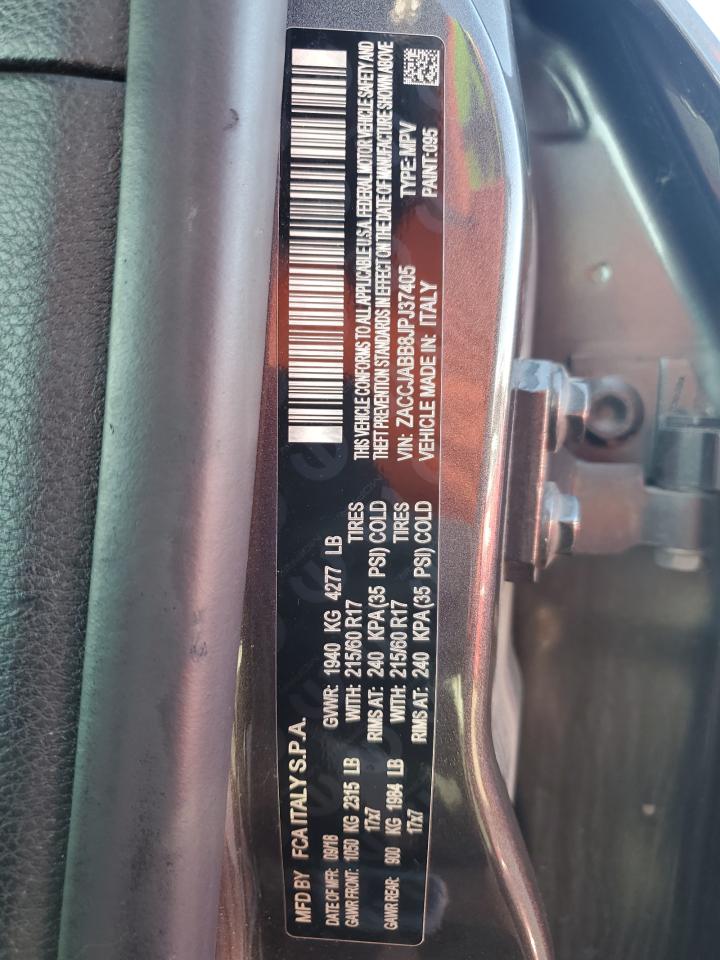 MFD BY FCA ITALY S.P.A.
DATE OF MFR: 09/18 GVWR: 1940 KG 4277 LB
GAWR FRONT: 1050 KG 2315 LB WITH: 215/60 R17 TIRES
17x7 RIMS AT: 240 KPA(35 PSI) COLD
GAWR REAR: 900 KG 1984 LB WITH: 215/60 R17 TIRES
17x7 RIMS AT: 240 KPA(35 PSI) COLD
THIS VEHICLE CONFORMS TO ALL APPLICABLE U.S.A. FEDERAL MOTOR VEHICLE SAFETY AND
THEFT PREVENTION STANDARDS IN EFFECT ON THE DATE OF MANUFACTURE SHOWN ABOVE
VIN: ZACCJABB8JPJ37405 TYPE:MPV
VEHICLE MADE IN: ITALY PAINT:095